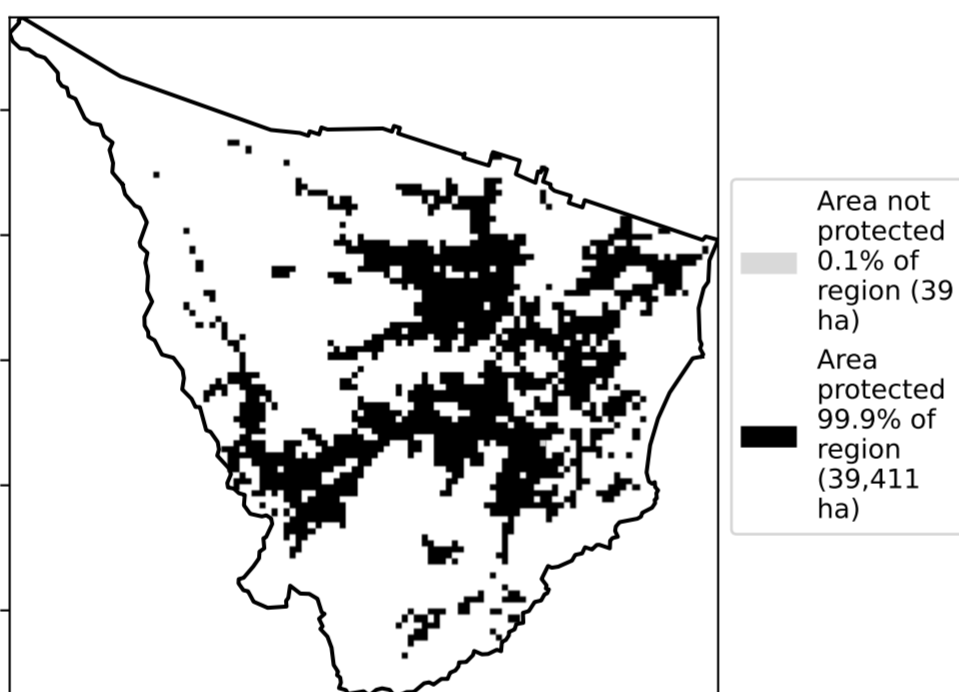 Area not
protected
0.1% of
region (39
ha)
Area
protected
99.9% of
region
(39,411
ha)